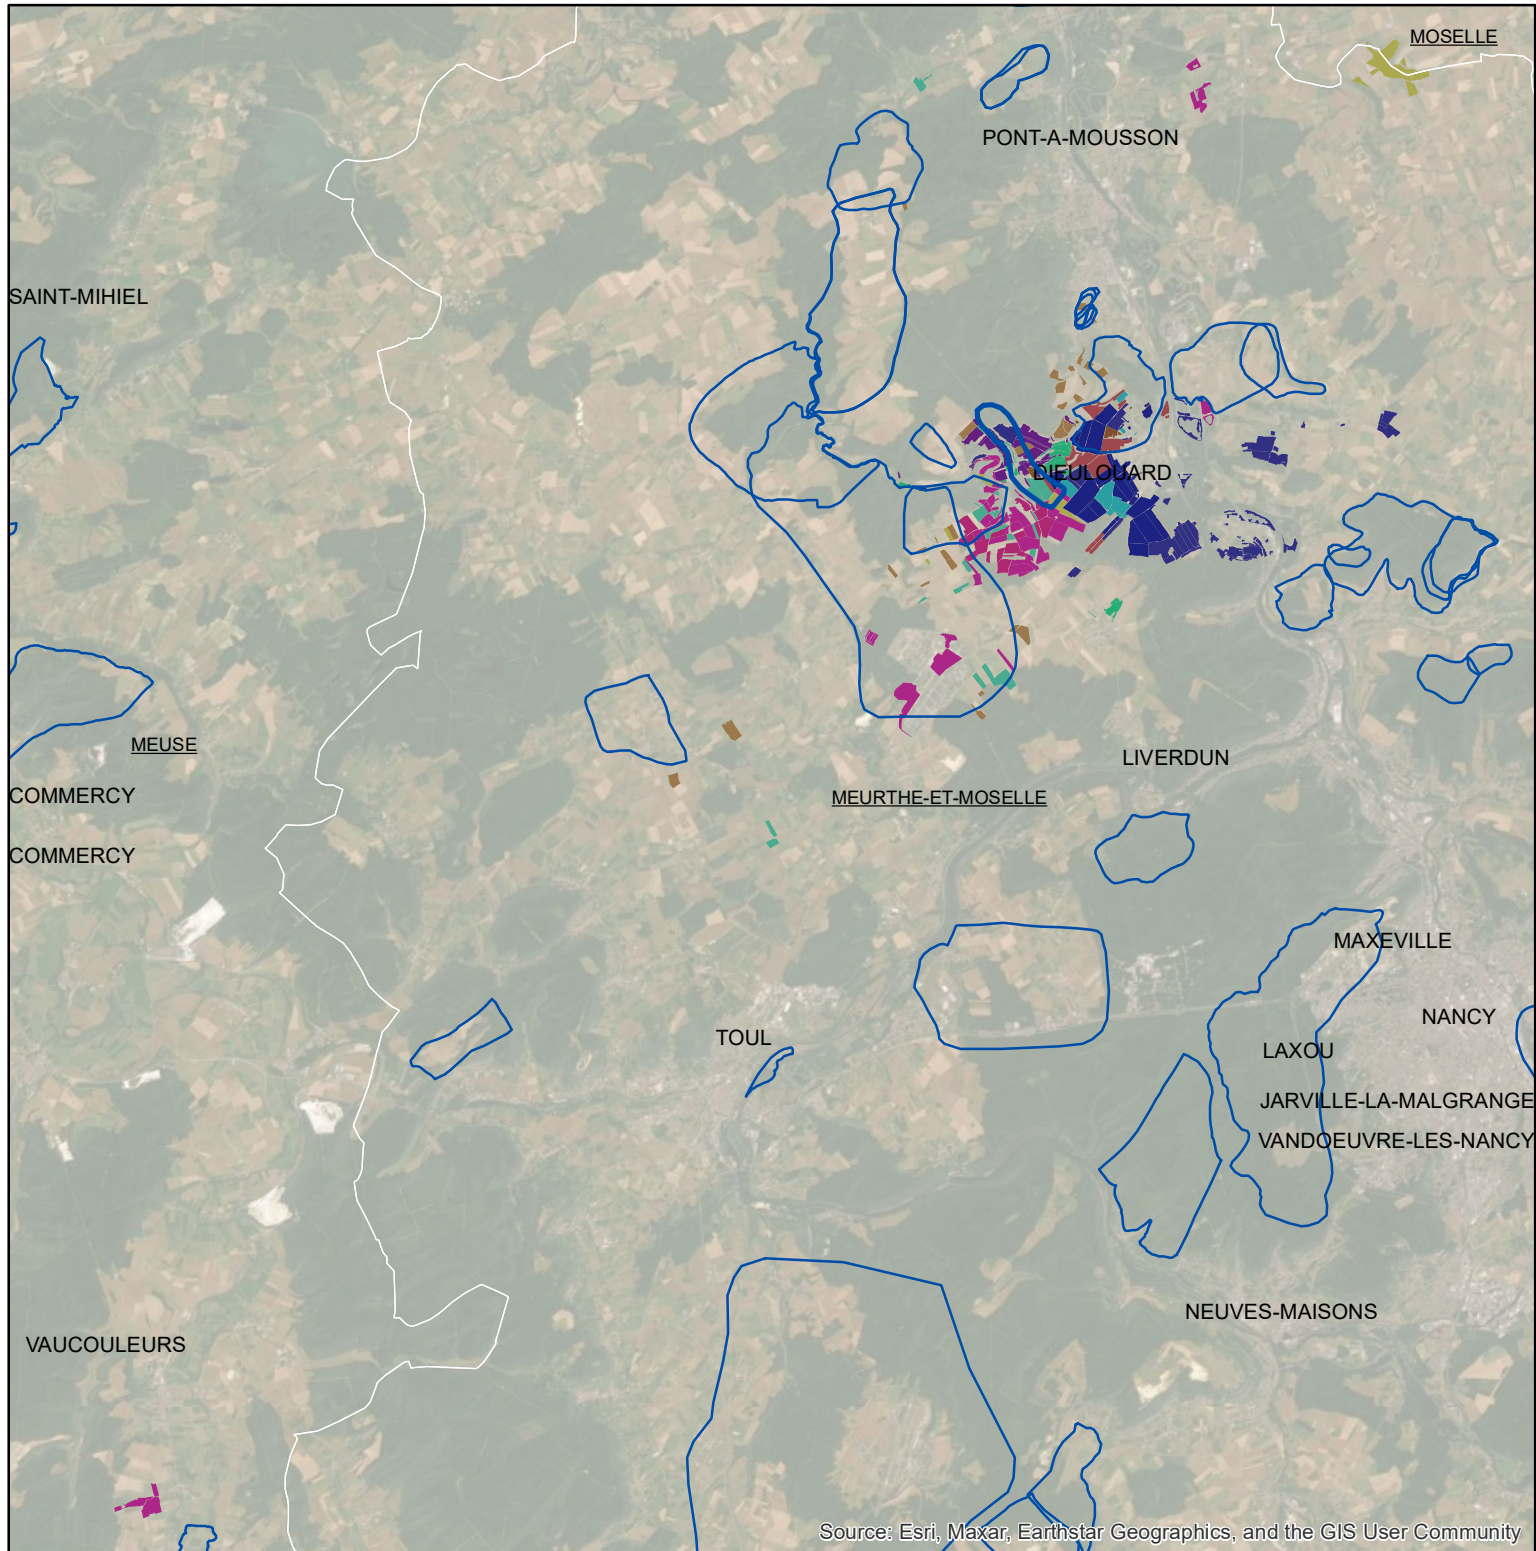 MOSELLE
PONT-A-MOUSSON
SAINT-MIHIEL
DIEULOUARD
MEUSE
LIVERDUN
COMMERCY
MEURTHE-ET-MOSELLE
COMMERCY
MAXEVILLE
NANCY
TOUL
LAXOU
JARVILLE-LA-MALGRANGE
VANDOEUVRE-LES-NANCY
NEUVES-MAISONS
VAUCOULEURS
Source: Esri, Maxar, Earthstar Geographics, and the GIS User Community